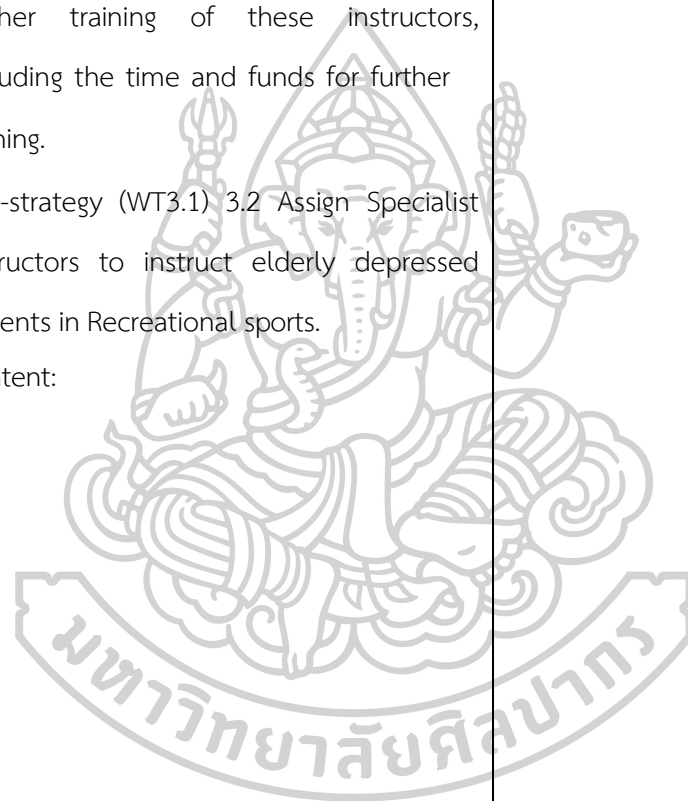 her training of these instructors,
uding the time and funds for further
ning.
-strategy (WT3.1) 3.2 Assign Specialist
ructors to instruct elderly depressed
ents in Recreational sports.
tent:
มหาวิทยาลัยศิลปากร